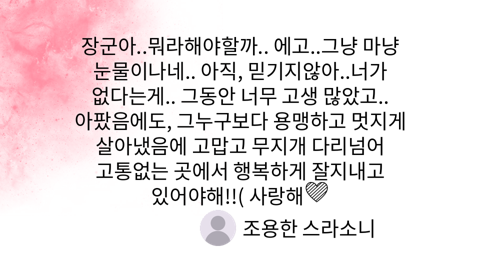 장군아..뭐라해야할까.. 에고..그냥 마냥
눈물이나네.. 아직, 믿기지않아..너가
없다는게.. 그동안 너무 고생 많았고..
아팠음에도, 그누구보다 용맹하고 멋지게
살아냈음에 고맙고 무지개 다리넘어
고통없는 곳에서 행복하게 잘지내고
있어야해!!( 사랑해🤎
조용한 스라소니